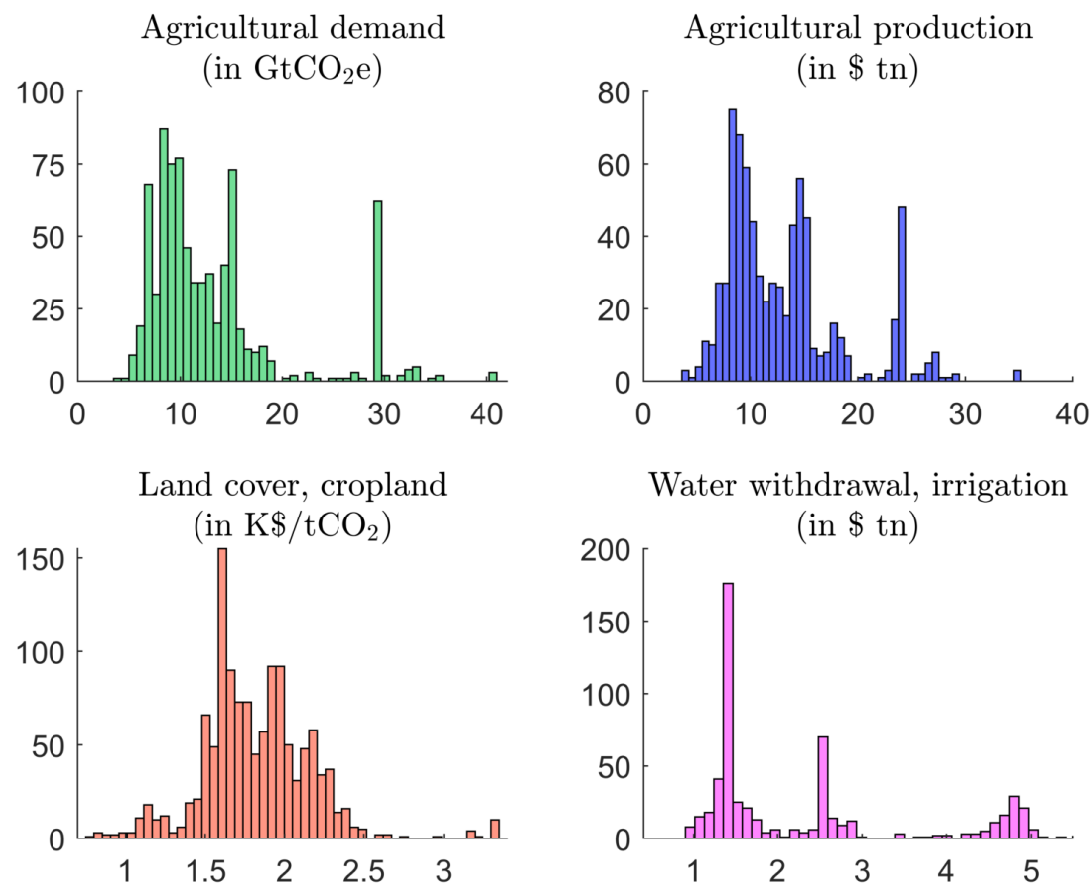 Agricultural demand
(in GtCO₂e)
100
75
50
25
0
0 10 20 30 40
Agricultural production
(in $ tn)
80
60
40
20
0
0 10 20 30 40
Land cover, cropland
(in K$/tCO₂)
150
100
50
0
1 1.5 2 2.5 3
Water withdrawal, irrigation
(in $ tn)
200
150
100
50
0
1 2 3 4 5